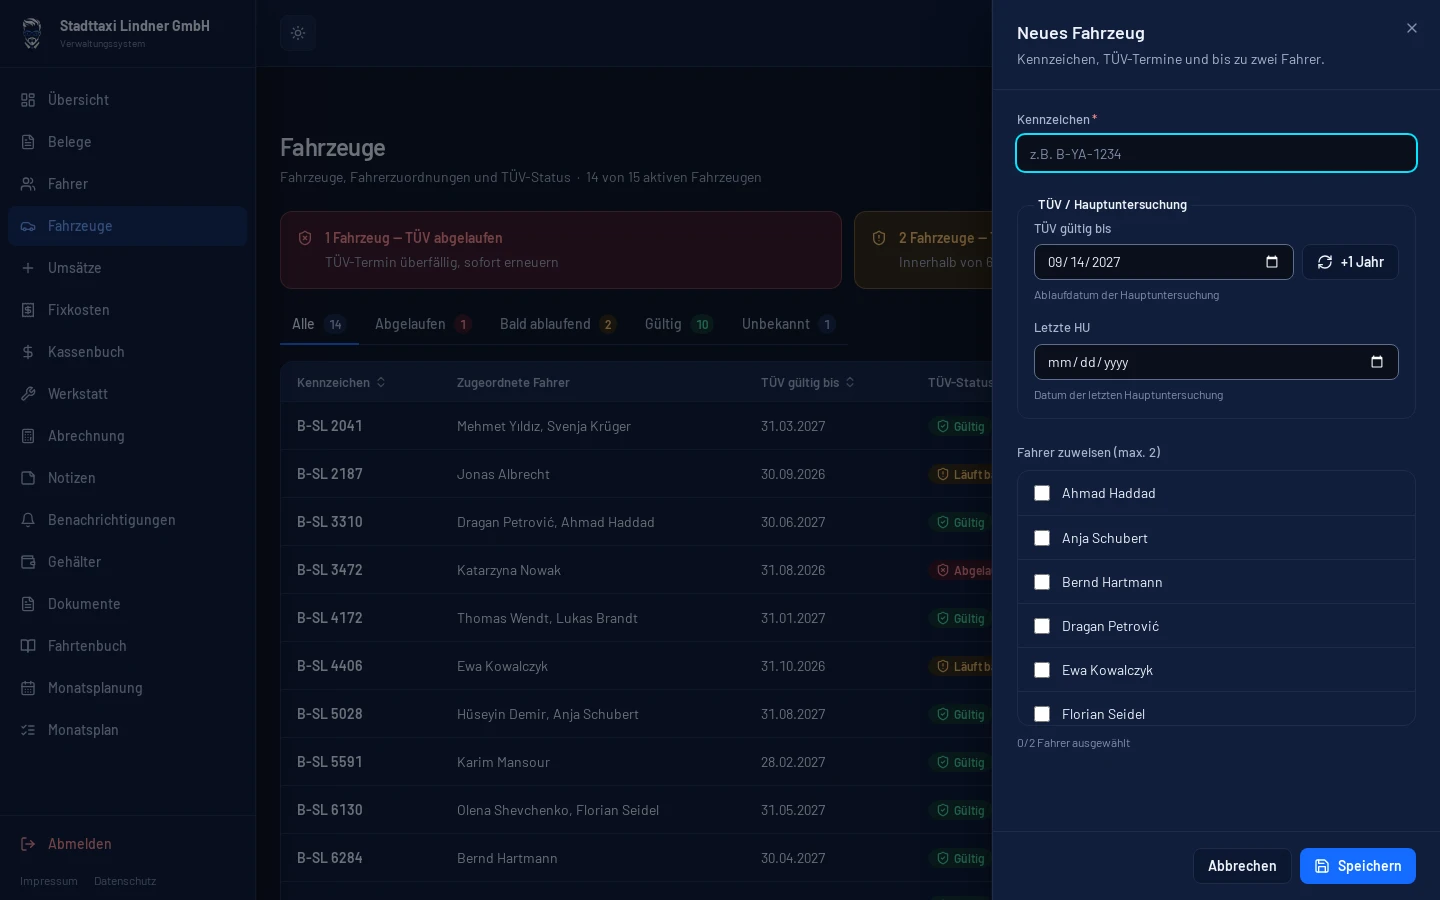 Stadttaxi Lindner GmbH
Verwaltungssystem
Übersicht
Belege
Fahrer
Fahrzeuge
Umsätze
Fixkosten
Kassenbuch
Werkstatt
Abrechnung
Notizen
Benachrichtigungen
Gehälter
Dokumente
Fahrtenbuch
Monatsplanung
Monatsplan
Abmelden
Impressum Datenschutz
Fahrzeuge
Fahrzeuge, Fahrerzuordnungen und TÜV-Status · 14 von 15 aktiven Fahrzeugen
1 Fahrzeug – TÜV abgelaufen
TÜV-Termin überfällig, sofort erneuern
2 Fahrzeuge –
Innerhalb von 6
Alle 14 Abgelaufen 1 Bald ablaufend 2 Gültig 10 Unbekannt 1
Kennzeichen Zugeordnete Fahrer TÜV gültig bis TÜV-Status
B-SL 2041 Mehmet Yıldız, Svenja Krüger 31.03.2027 Gültig
B-SL 2187 Jonas Albrecht 30.09.2026 Läuft b
B-SL 3310 Dragan Petrović, Ahmad Haddad 30.06.2027 Gültig
B-SL 3472 Katarzyna Nowak 31.08.2026 Abgela
B-SL 4172 Thomas Wendt, Lukas Brandt 31.01.2027 Gültig
B-SL 4406 Ewa Kowalczyk 31.10.2026 Läuft b
B-SL 5028 Hüseyin Demir, Anja Schubert 31.08.2027 Gültig
B-SL 5591 Karim Mansour 28.02.2027 Gültig
B-SL 6130 Olena Shevchenko, Florian Seidel 31.05.2027 Gültig
B-SL 6284 Bernd Hartmann 30.04.2027 Gültig
Neues Fahrzeug
Kennzeichen, TÜV-Termine und bis zu zwei Fahrer.
Kennzeichen *
z.B. B-YA-1234
TÜV / Hauptuntersuchung
TÜV gültig bis
09/14/2027 +1 Jahr
Ablaufdatum der Hauptuntersuchung
Letzte HU
mm/dd/yyyy
Datum der letzten Hauptuntersuchung
Fahrer zuweisen (max. 2)
Ahmad Haddad
Anja Schubert
Bernd Hartmann
Dragan Petrović
Ewa Kowalczyk
Florian Seidel
0/2 Fahrer ausgewählt
Abbrechen Speichern